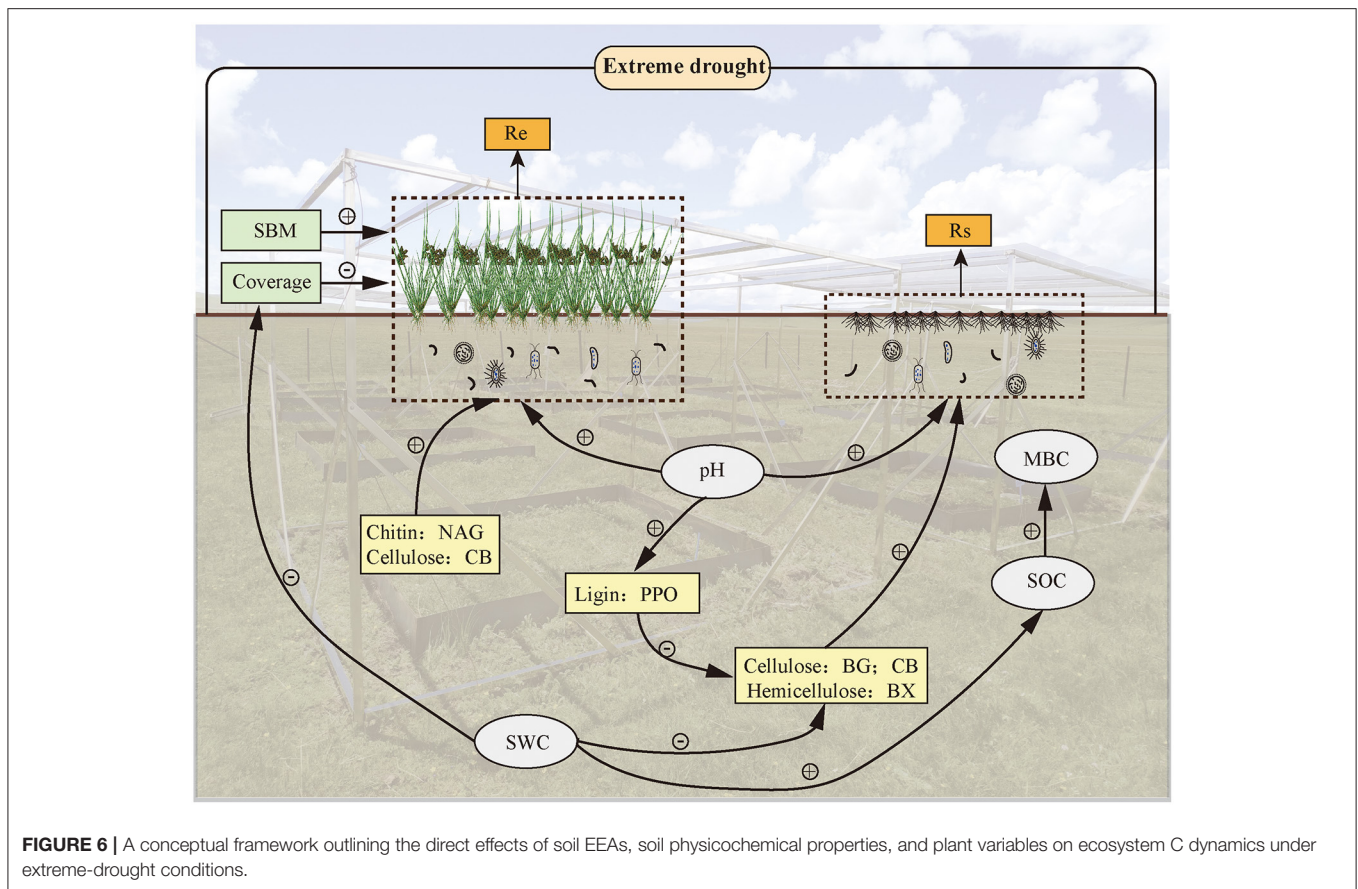 Extreme drought
Re
SBM
⊕
Rs
Coverage
⊖
⊕
⊕
pH
⊕
MBC
Chitin：NAG
Cellulose：CB
⊕
⊕
⊕
SOC
⊖
Ligin：PPO
⊖
Cellulose：BG；CB
Hemicellulose：BX
SWC
⊖
⊕
FIGURE 6 | A conceptual framework outlining the direct effects of soil EEAs, soil physicochemical properties, and plant variables on ecosystem C dynamics under
extreme-drought conditions.